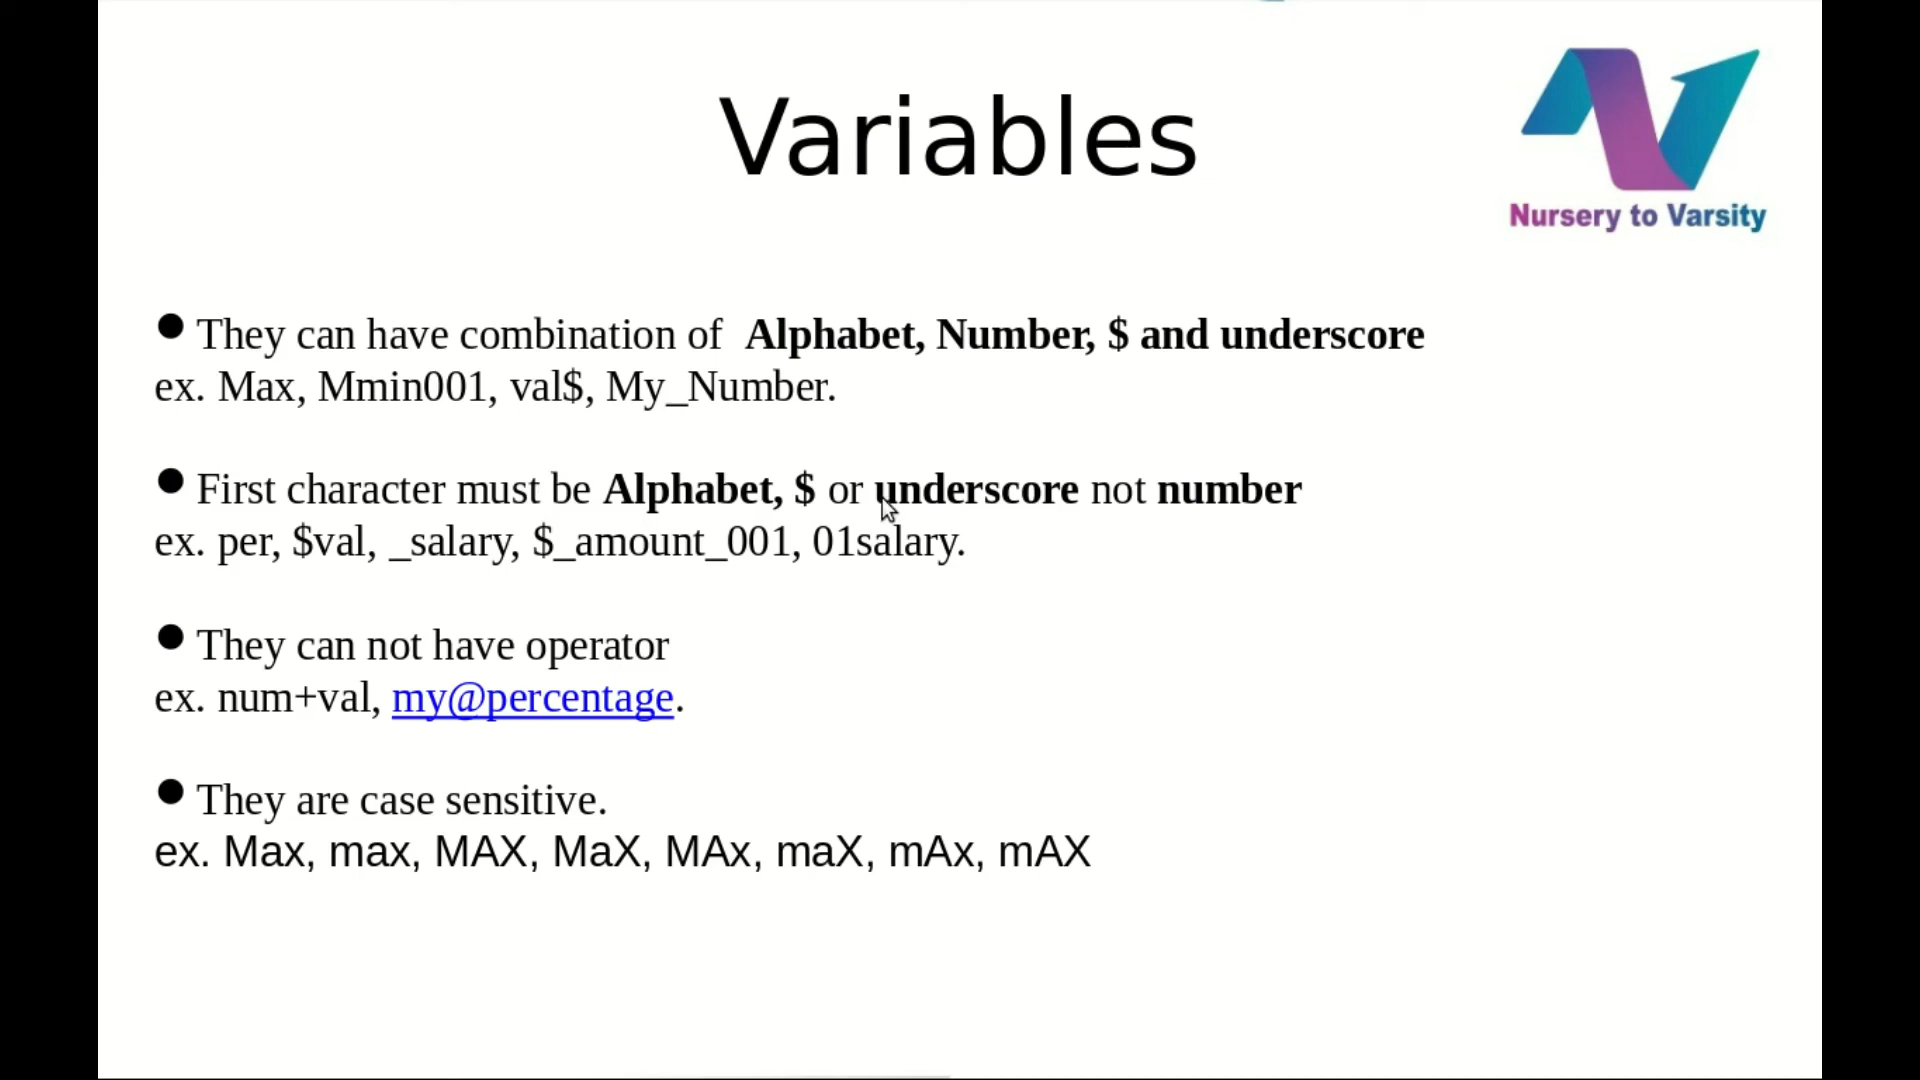 Variables
Nursery to Varsity
● They can have combination of Alphabet, Number, $ and underscore
ex. Max, Mmin001, val$, My_Number.
● First character must be Alphabet, $ or underscore not number
ex. per, $val, _salary, $_amount_001, 01salary.
● They can not have operator
ex. num+val, my@percentage.
● They are case sensitive.
ex. Max, max, MAX, MaX, MAx, maX, mAx, mAX